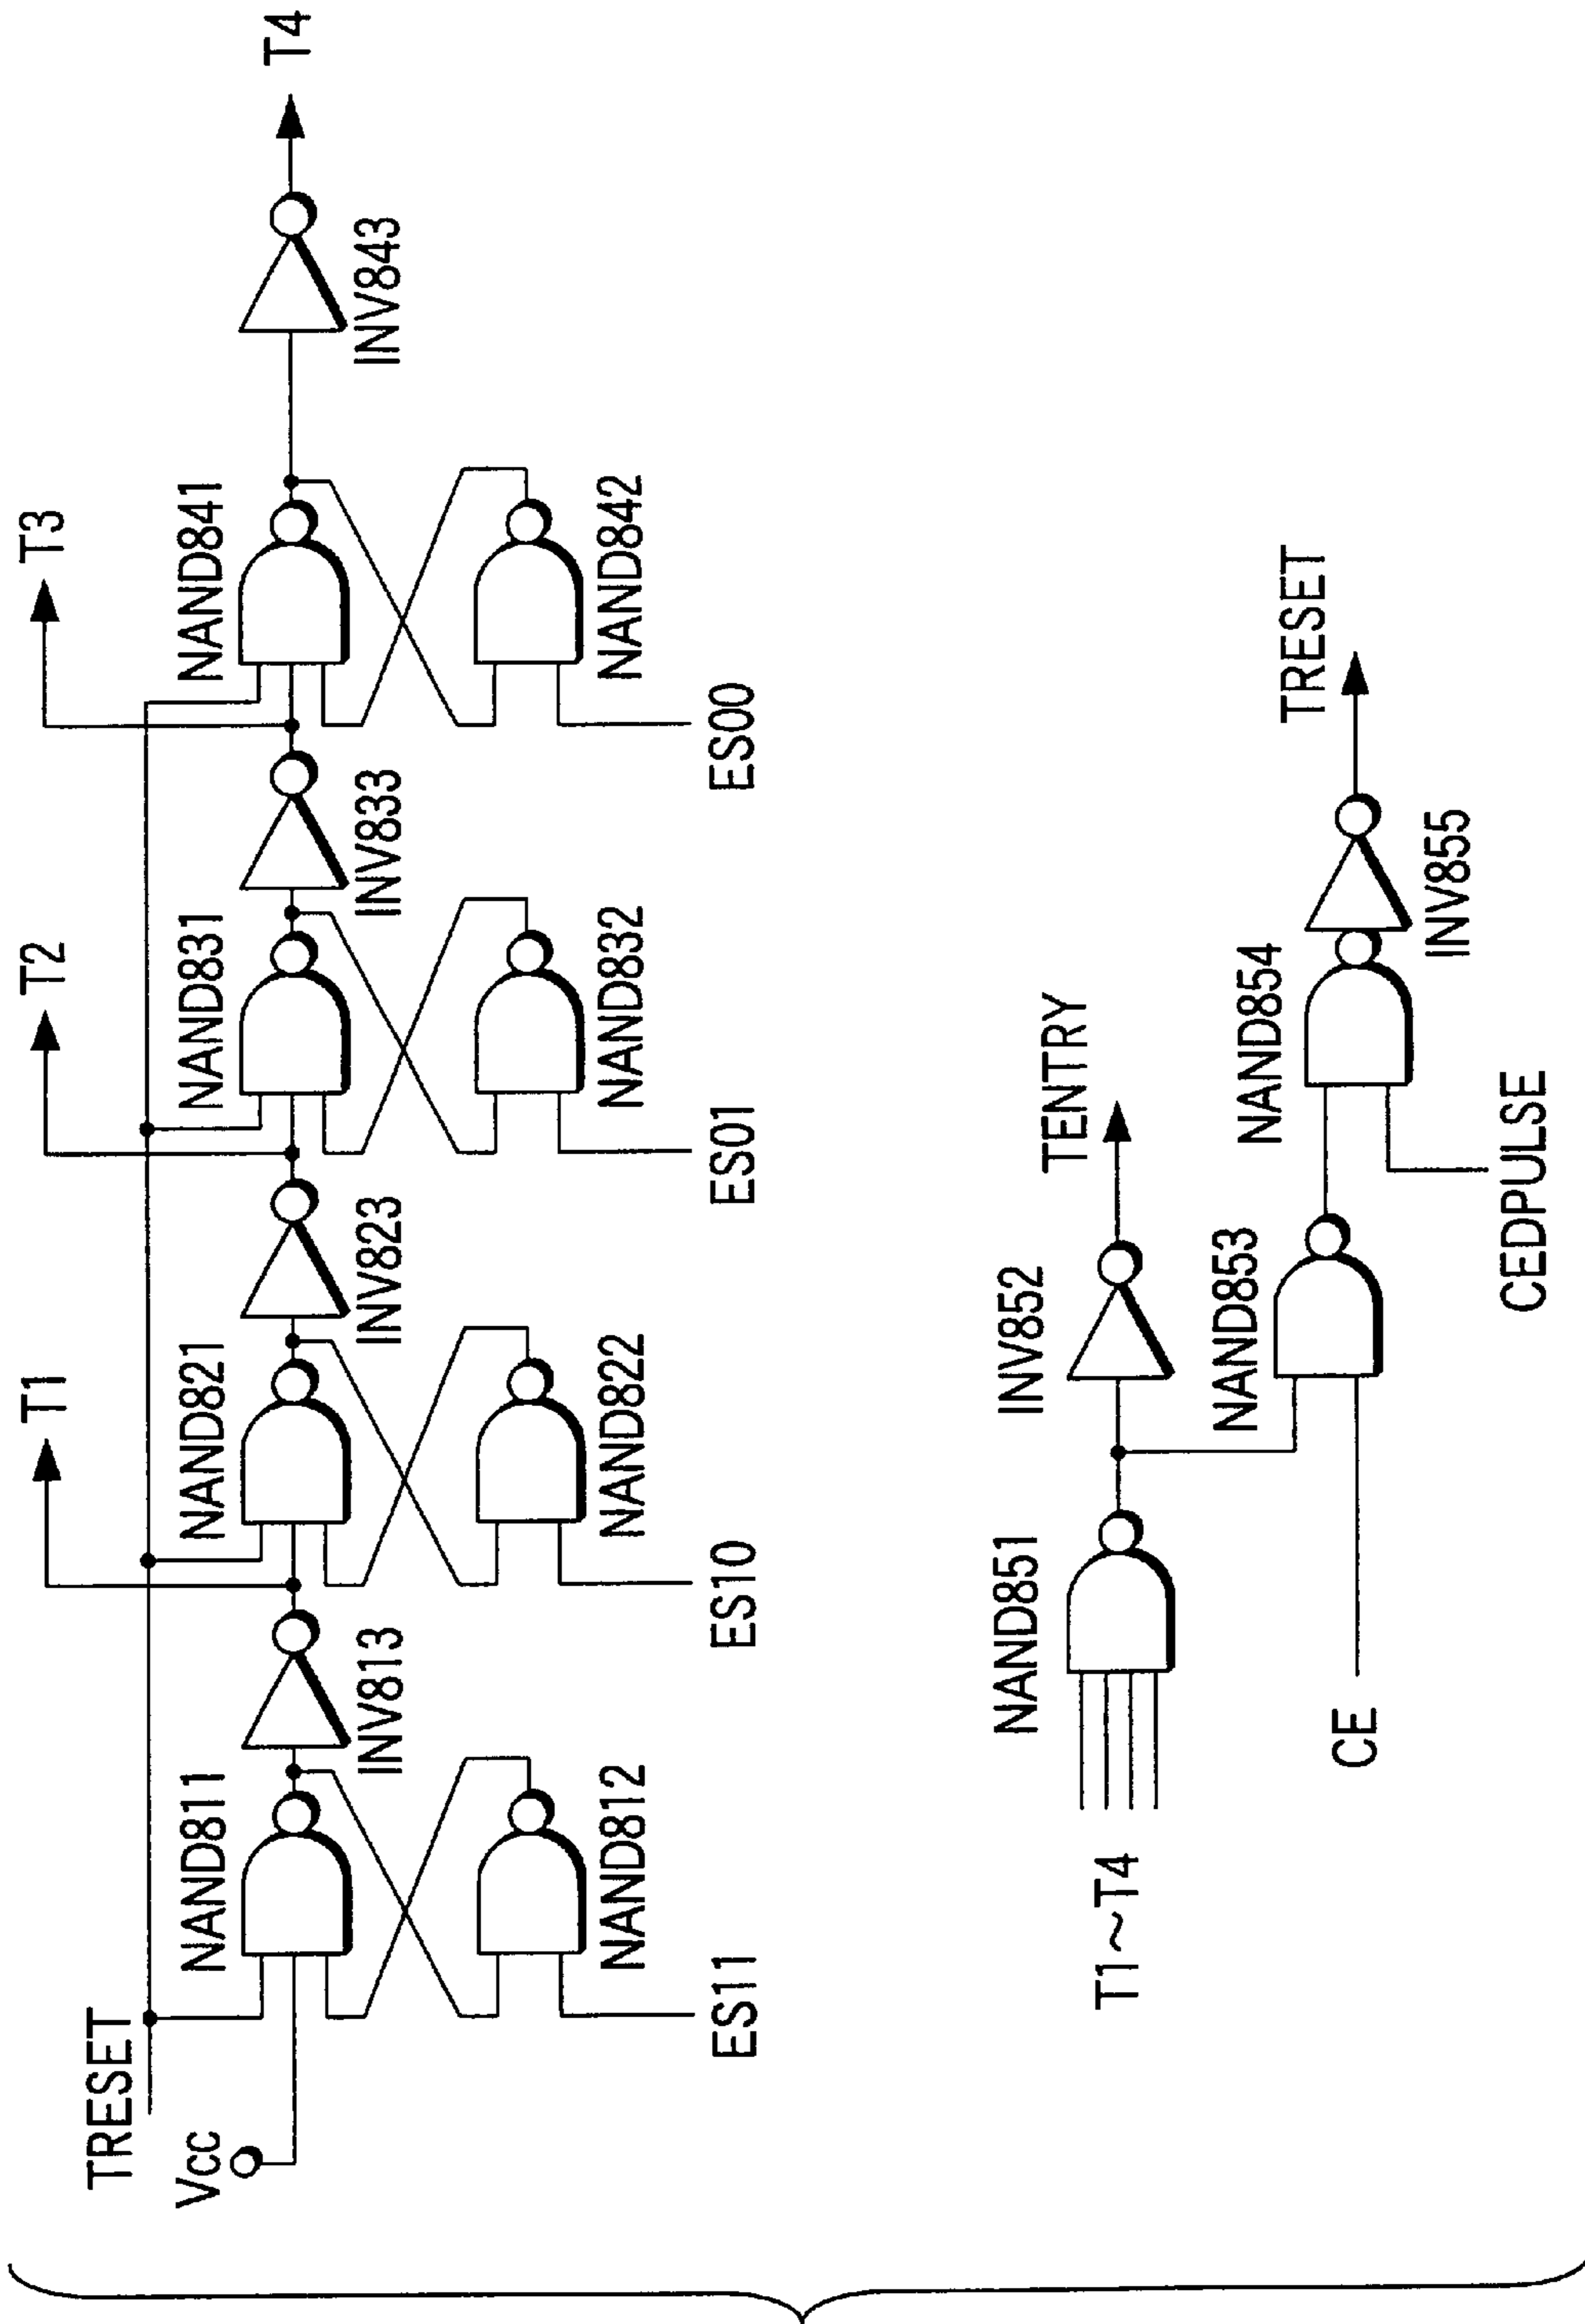 T1
T2
T3
TRESET
Vcc
NAND811
NAND821
NAND831
NAND841
T4
INV813
INV823
INV833
INV843
NAND812
NAND822
NAND832
NAND842
ES11
ES10
ES01
ES00
NAND851
INV852
TENTRY
T1~T4
NAND853
NAND854
TRESET
CE
INV855
CEDPULSE